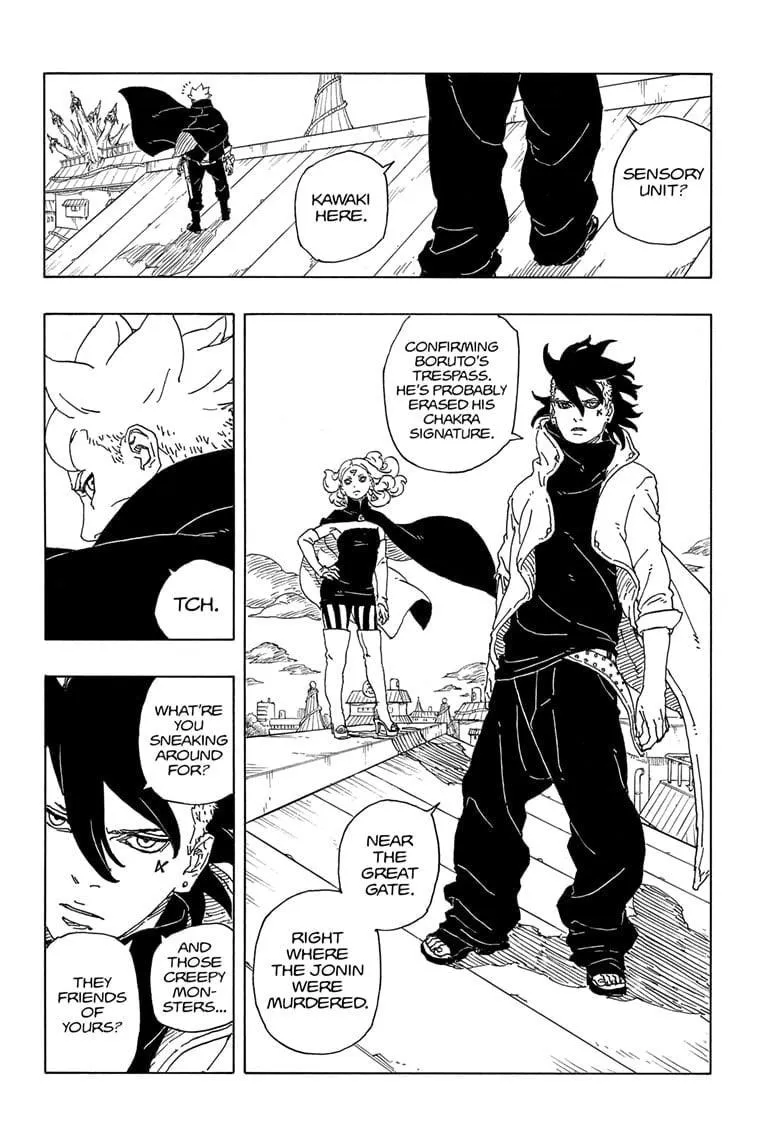 SENSORY
UNIT?
KAWAKI
HERE.
CONFIRMING
BORUTO'S
TRESPASS.
HE'S PROBABLY
ERASED HIS
CHAKRA
SIGNATURE.
NEAR
THE
GREAT
GATE.
RIGHT
WHERE
THE JONIN
WERE
MURDERED.
TCH.
WHAT'RE
YOU
SNEAKING
AROUND
FOR?
AND
THOSE
CREEPY
MON-
STERS...
THEY
FRIENDS
OF
YOURS?